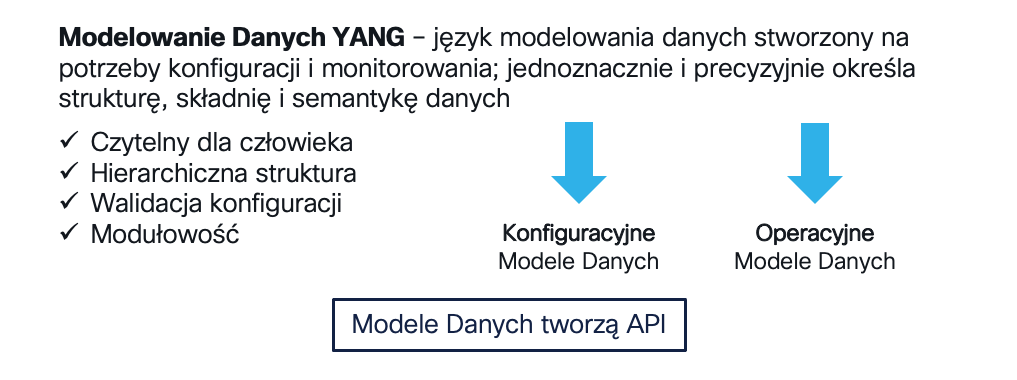 Modelowanie Danych YANG – język modelowania danych stworzony na
potrzeby konfiguracji i monitorowania; jednoznacznie i precyzyjnie określa
strukturę, składnię i semantykę danych
✓ Czytelny dla człowieka
✓ Hierarchiczna struktura
✓ Walidacja konfiguracji
✓ Modułowość
Konfiguracyjne
Modele Danych
Operacyjne
Modele Danych
Modele Danych tworzą API